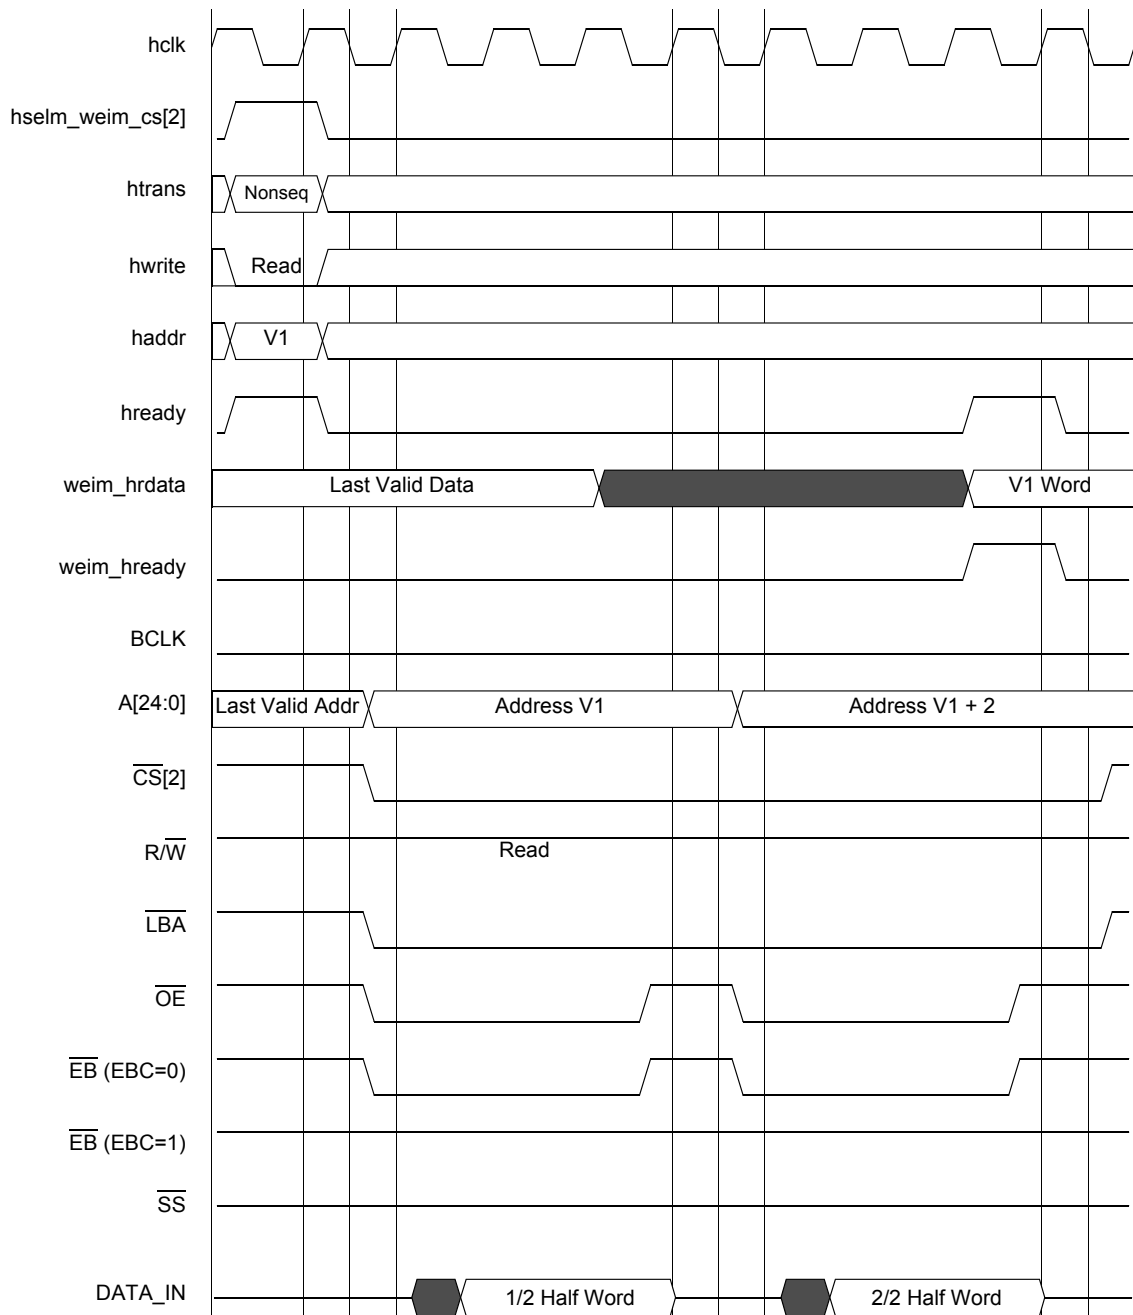 hclk
hselm_weim_cs[2]
htrans Nonseq
hwrite Read
haddr V1
hready
weim_hrdata Last Valid Data V1 Word
weim_hready
BCLK
A[24:0] Last Valid Addr Address V1 Address V1 + 2
CS[2]
R/W Read
LBA
OE
EB (EBC=0)
EB (EBC=1)
SS
DATA_IN 1/2 Half Word 2/2 Half Word